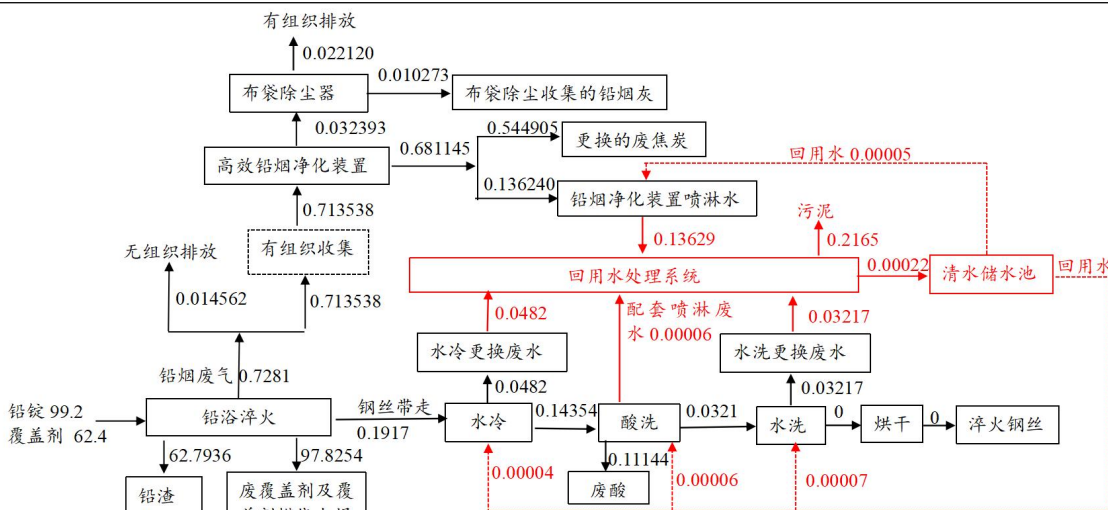 有组织排放
0.022120
布袋除尘器
0.010273
布袋除尘收集的铅烟灰
0.032393
高效铅烟净化装置
0.681145
0.544905
更换的废焦炭
0.136240
铅烟净化装置喷淋水
回用水 0.00005
0.713538
有组织收集
0.13629
污泥
0.2165
无组织排放
0.014562
0.713538
回用水处理系统
0.00022
清水储水池
回用水
0.0482
配套喷淋废
水 0.00006
0.03217
水冷更换废水
水洗更换废水
铅烟废气 0.7281
0.0482
0.03217
铅锭 99.2
覆盖剂 62.4
铅浴淬火
钢丝带走
0.1917
水冷
0.14354
酸洗
0.0321
水洗
0
烘干
0
淬火钢丝
62.7936
97.8254
0.00004
0.11144
0.00006
0.00007
铅渣
废覆盖剂及覆
废酸